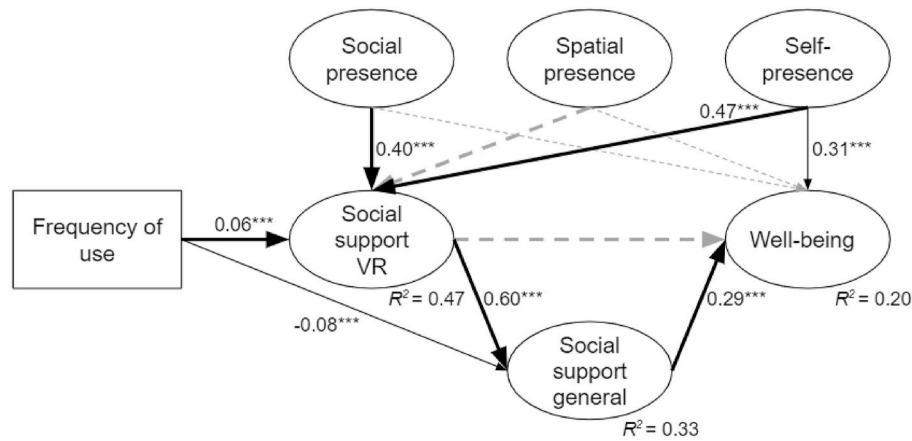 Social
presence
Spatial
presence
Self-
presence
0.47***
0.40***
0.31***
Frequency of
use
0.06***
Social
support
VR
Well-being
R² = 0.47
0.60***
0.29***
R² = 0.20
-0.08***
Social
support
general
R² = 0.33